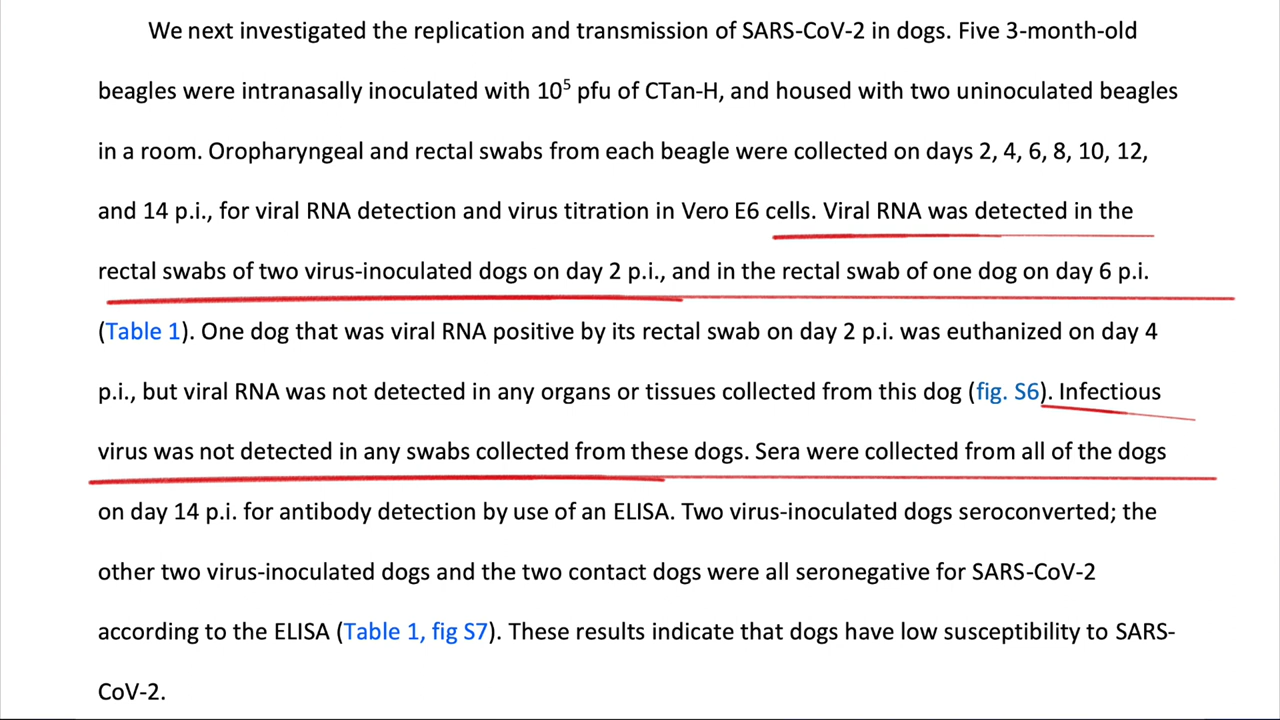 We next investigated the replication and transmission of SARS-CoV-2 in dogs. Five 3-month-old
beagles were intranasally inoculated with 10⁵ pfu of CTan-H, and housed with two uninoculated beagles
in a room. Oropharyngeal and rectal swabs from each beagle were collected on days 2, 4, 6, 8, 10, 12,
and 14 p.i., for viral RNA detection and virus titration in Vero E6 cells. Viral RNA was detected in the
rectal swabs of two virus-inoculated dogs on day 2 p.i., and in the rectal swab of one dog on day 6 p.i.
(Table 1). One dog that was viral RNA positive by its rectal swab on day 2 p.i. was euthanized on day 4
p.i., but viral RNA was not detected in any organs or tissues collected from this dog (fig. S6). Infectious
virus was not detected in any swabs collected from these dogs. Sera were collected from all of the dogs
on day 14 p.i. for antibody detection by use of an ELISA. Two virus-inoculated dogs seroconverted; the
other two virus-inoculated dogs and the two contact dogs were all seronegative for SARS-CoV-2
according to the ELISA (Table 1, fig S7). These results indicate that dogs have low susceptibility to SARS-
CoV-2.